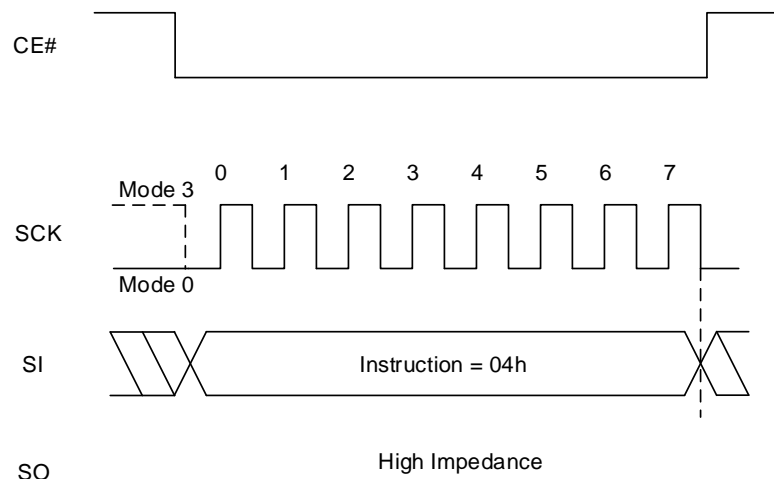 CE#
0 1 2 3 4 5 6 7
Mode 3
SCK
Mode 0
SI
Instruction = 04h
High Impedance
SO